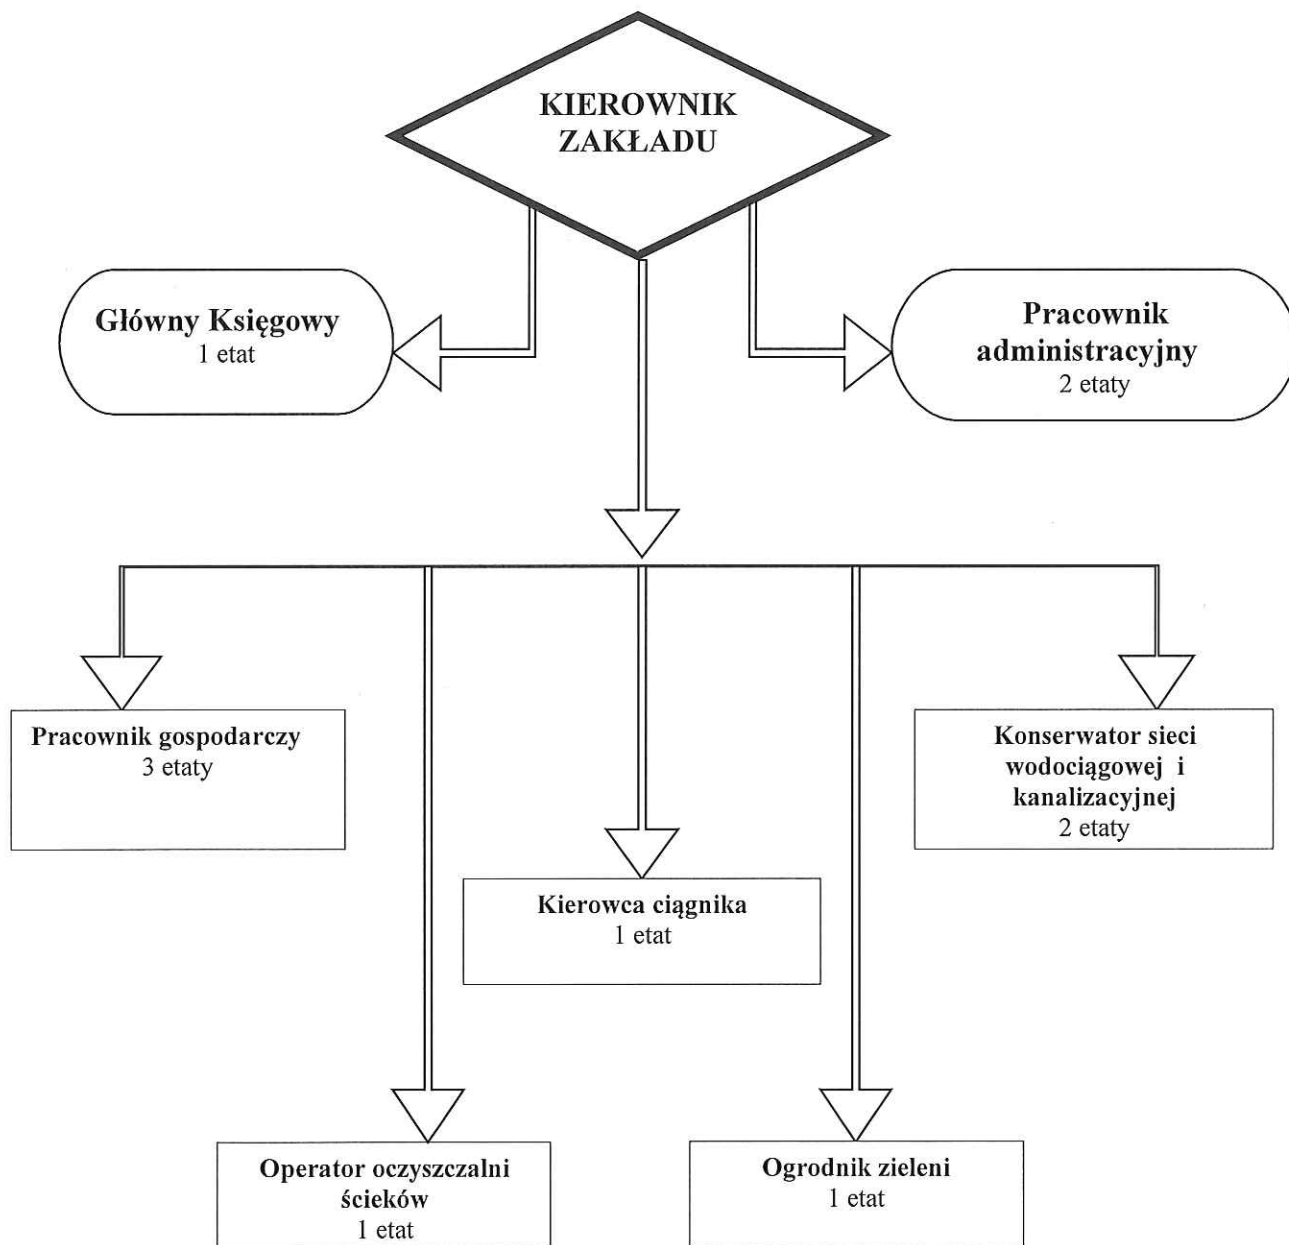 KIEROWNIK
ZAKŁADU
Główny Księgowy
1 etat
Pracownik
administracyjny
2 etaty
Pracownik gospodarczy
3 etaty
Konserwator sieci
wodociągowej i
kanalizacyjnej
2 etaty
Kierowca ciągnika
1 etat
Operator oczyszczalni
ścieków
1 etat
Ogrodnik zieleni
1 etat